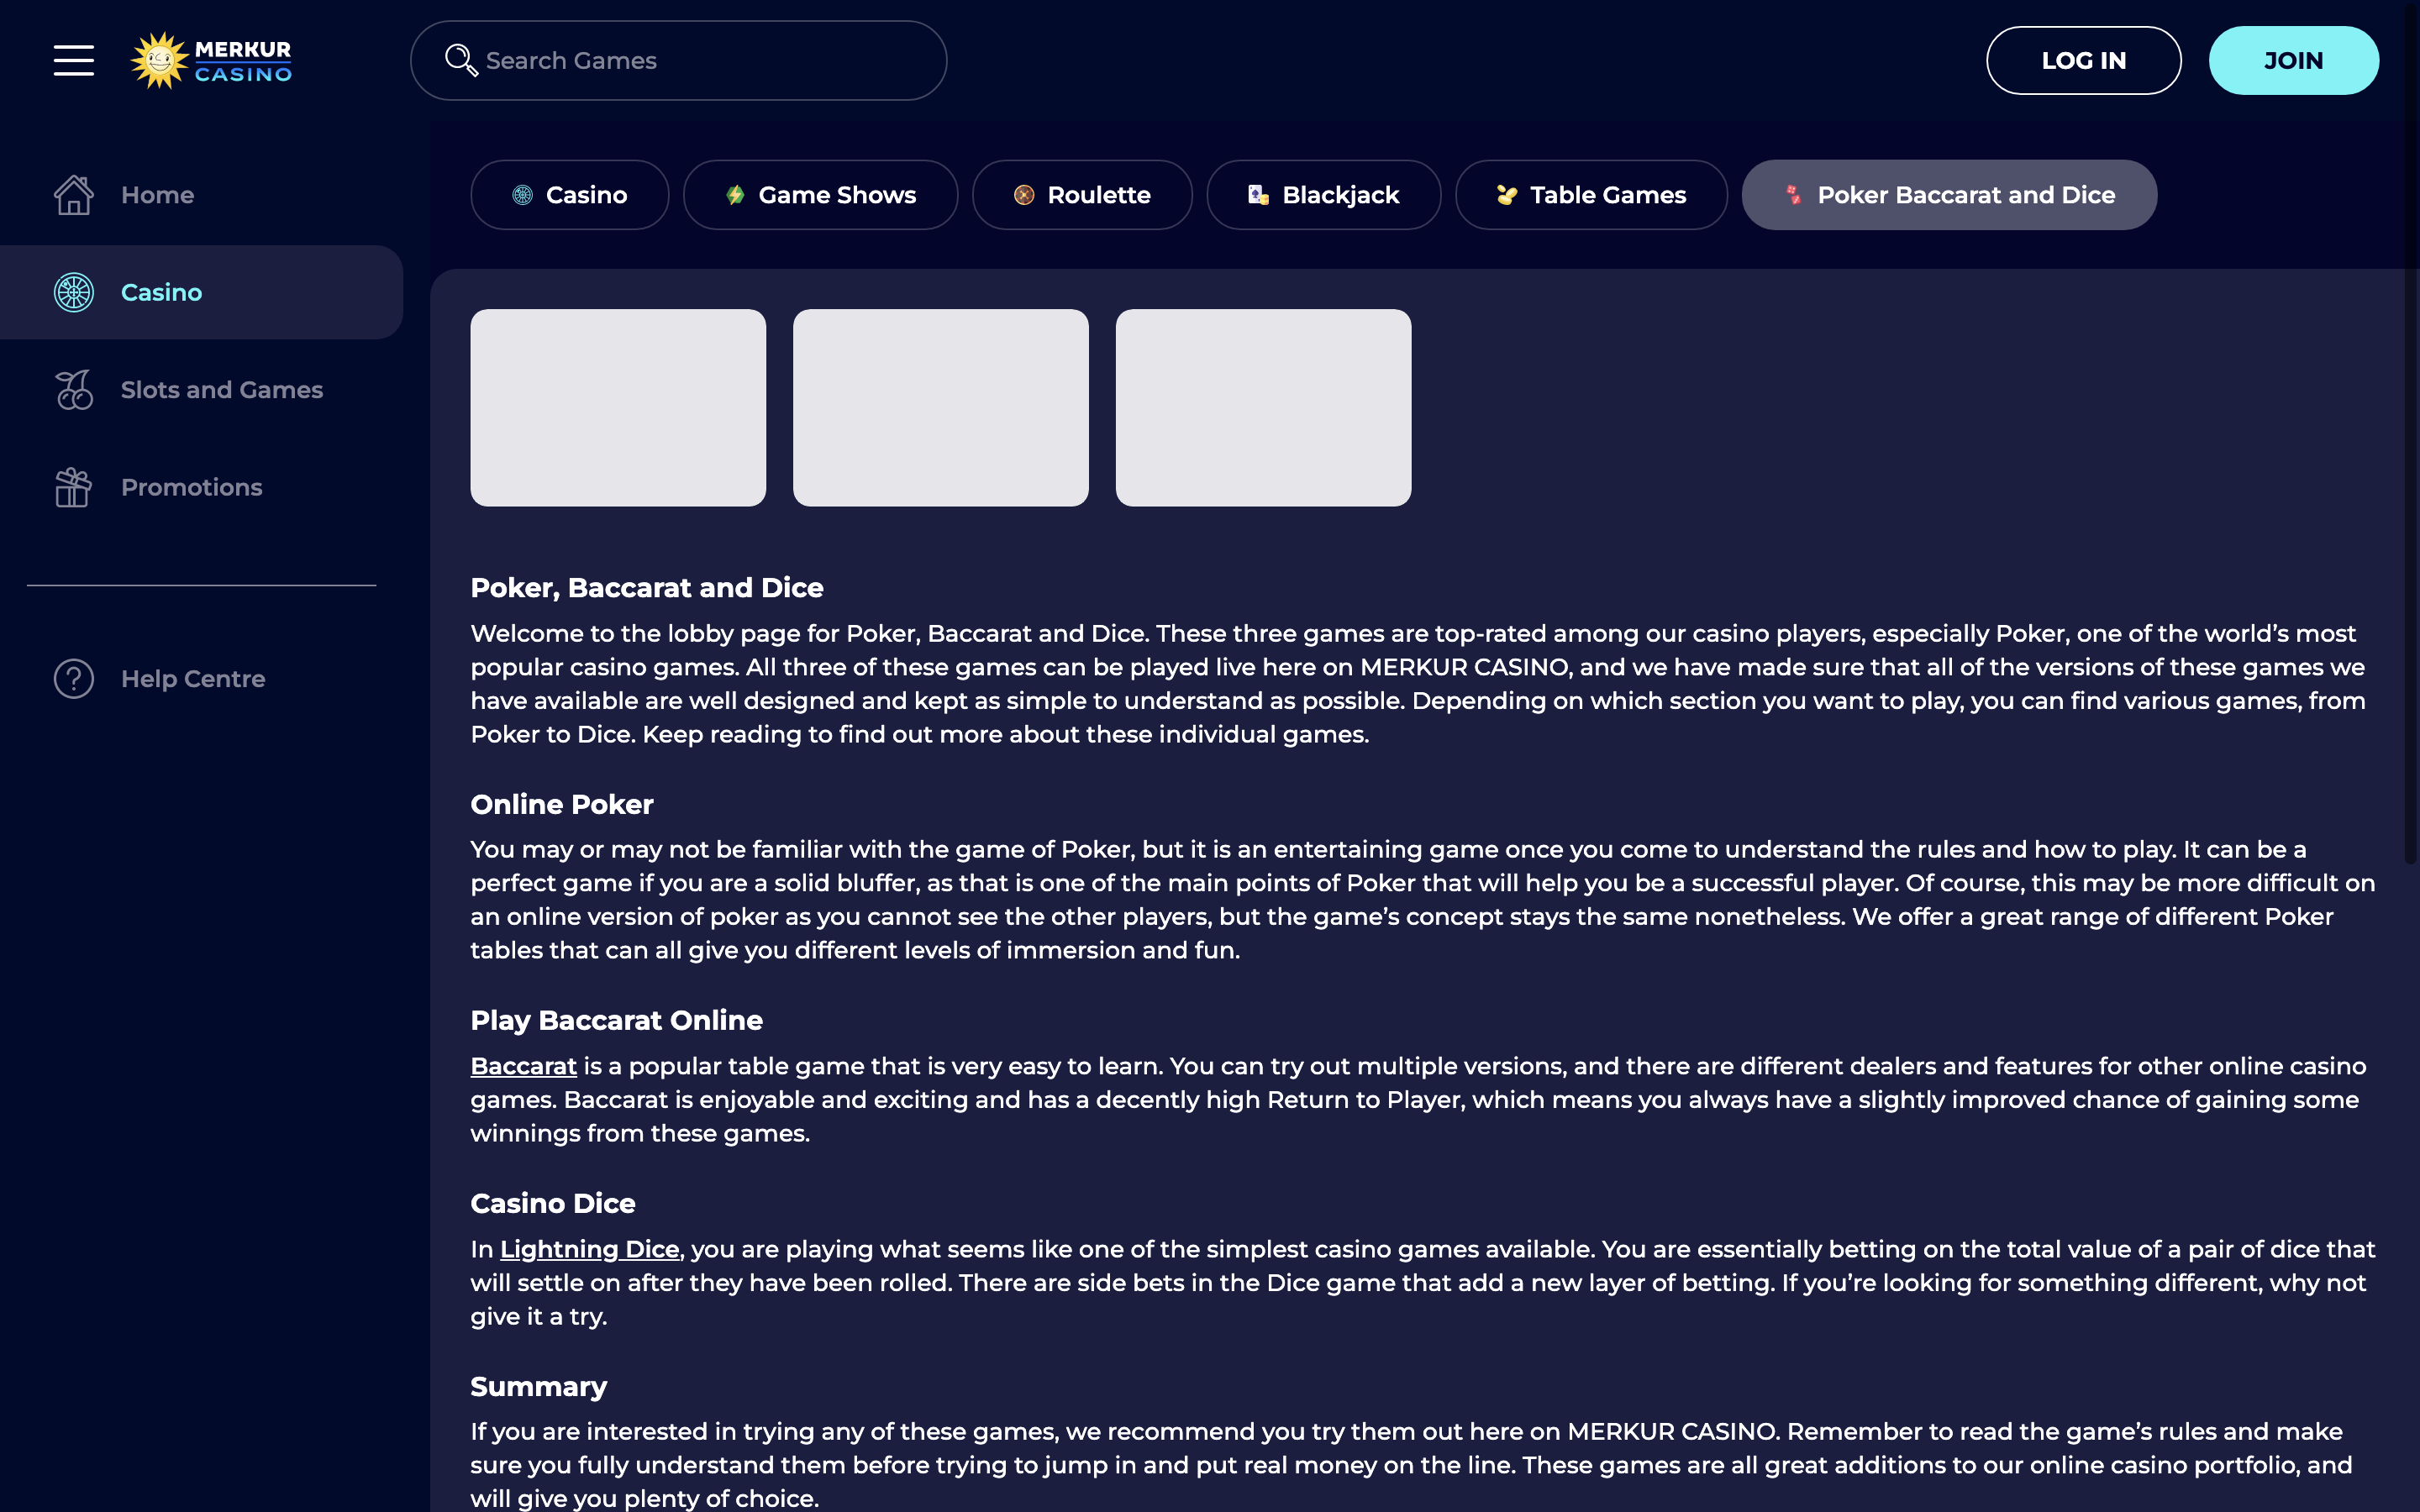 MERKUR
CASINO
Search Games
LOG IN
JOIN
Home
Casino
Slots and Games
Promotions
Help Centre
Casino
Game Shows
Roulette
Blackjack
Table Games
Poker Baccarat and Dice
Poker, Baccarat and Dice
Welcome to the lobby page for Poker, Baccarat and Dice. These three games are top-rated among our casino players, especially Poker, one of the world’s most
popular casino games. All three of these games can be played live here on MERKUR CASINO, and we have made sure that all of the versions of these games we
have available are well designed and kept as simple to understand as possible. Depending on which section you want to play, you can find various games, from
Poker to Dice. Keep reading to find out more about these individual games.
Online Poker
You may or may not be familiar with the game of Poker, but it is an entertaining game once you come to understand the rules and how to play. It can be a
perfect game if you are a solid bluffer, as that is one of the main points of Poker that will help you be a successful player. Of course, this may be more difficult on
an online version of poker as you cannot see the other players, but the game’s concept stays the same nonetheless. We offer a great range of different Poker
tables that can all give you different levels of immersion and fun.
Play Baccarat Online
Baccarat is a popular table game that is very easy to learn. You can try out multiple versions, and there are different dealers and features for other online casino
games. Baccarat is enjoyable and exciting and has a decently high Return to Player, which means you always have a slightly improved chance of gaining some
winnings from these games.
Casino Dice
In Lightning Dice, you are playing what seems like one of the simplest casino games available. You are essentially betting on the total value of a pair of dice that
will settle on after they have been rolled. There are side bets in the Dice game that add a new layer of betting. If you’re looking for something different, why not
give it a try.
Summary
If you are interested in trying any of these games, we recommend you try them out here on MERKUR CASINO. Remember to read the game’s rules and make
sure you fully understand them before trying to jump in and put real money on the line. These games are all great additions to our online casino portfolio, and
will give you plenty of choice.